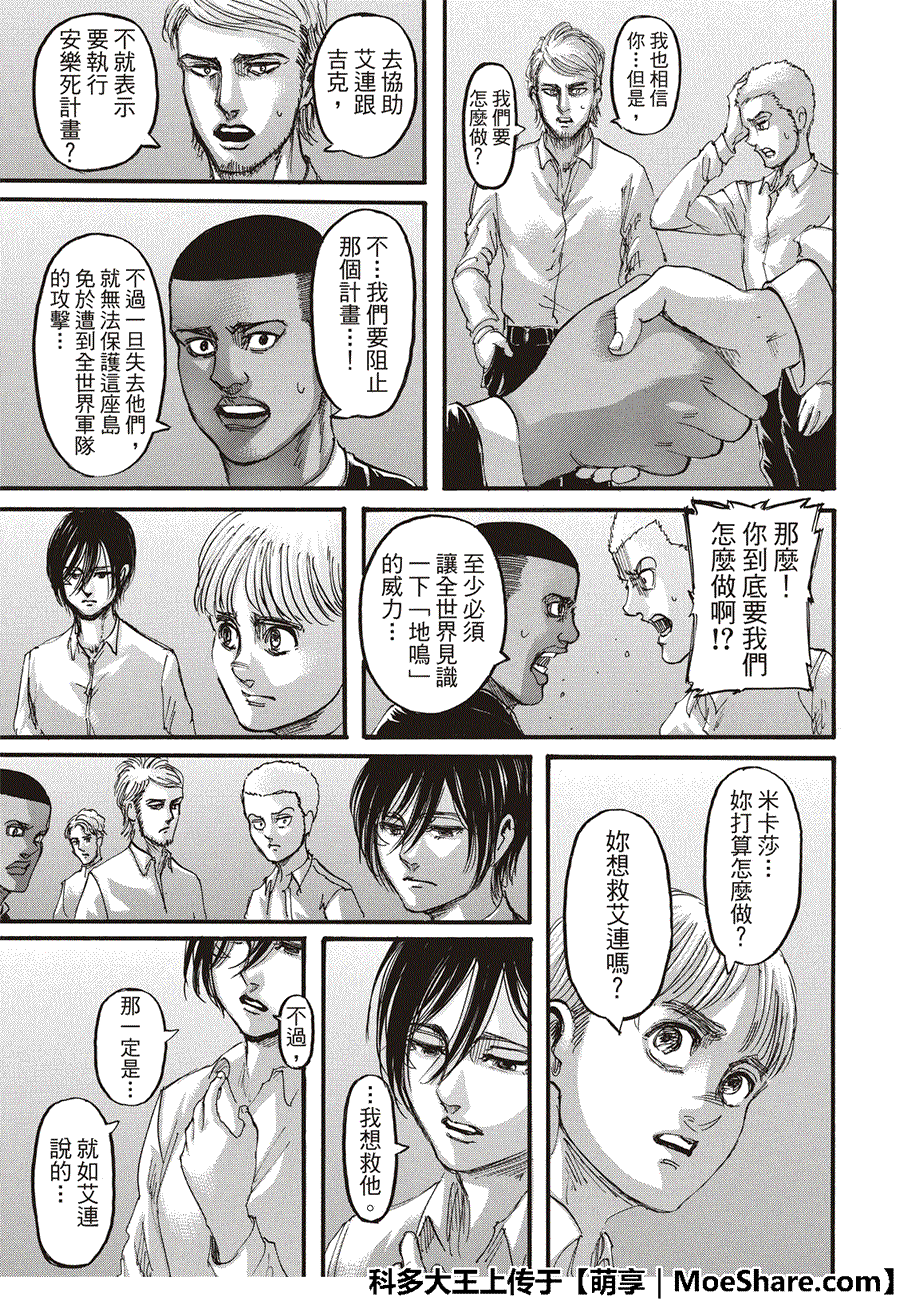 我也相信
你…但是，
我們要
怎麼做？
去協助
艾連跟
吉克，
不就表示
要執行
安樂死計畫？
不…我們要阻止
那個計畫…！
不過一旦失去他們，
就無法保護這座島
免於遭到全世界軍隊
的攻擊…
那麼！
你到底要我們
怎麼做啊!?
至少必須
讓全世界見識
一下「地鳴」
的威力…
米卡莎…
妳打算怎麼做？
妳想救艾連嗎？
…我想救他。
不過，
那一定是…
就如艾連
說的…
科多大王上传于【萌享｜MoeShare.com】